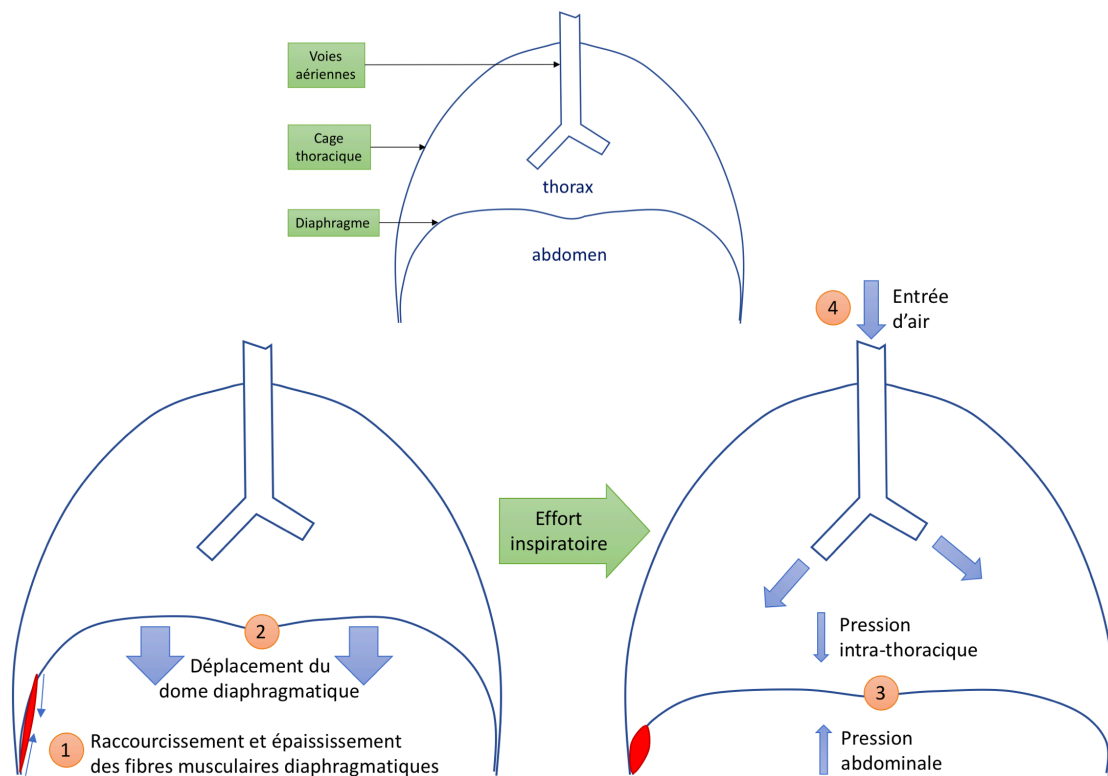 Voies
aériennes
Cage
thoracique
thorax
Diaphragme
abdomen
4
Entrée
d'air
Effort
inspiratoire
2
Déplacement du
dome diaphragmatique
1
Raccourcissement et épaississement
des fibres musculaires diaphragmatiques
Pression
intra-thoracique
3
Pression
abdominale